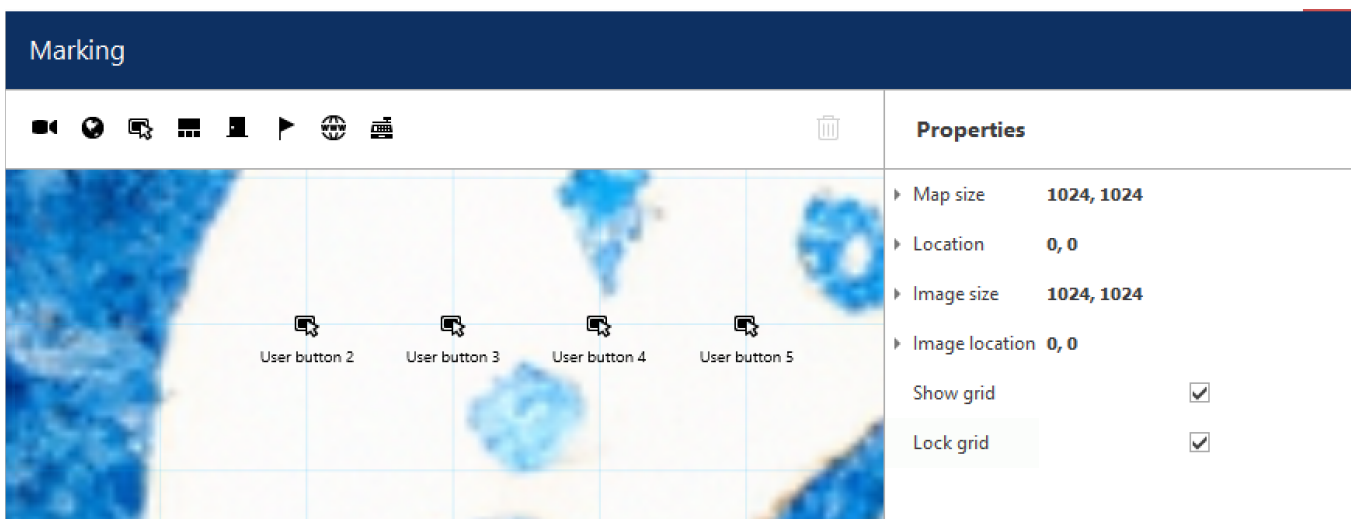 Marking
www
Properties
Map size 1024, 1024
Location 0, 0
Image size 1024, 1024
Image location 0, 0
Show grid
Lock grid
User button 2 User button 3 User button 4 User button 5